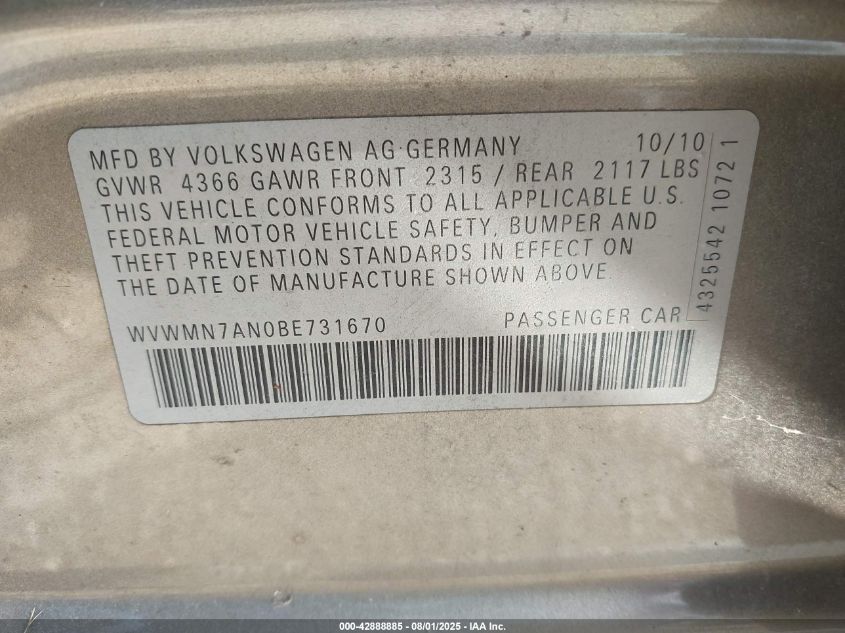 MFD BY VOLKSWAGEN AG·GERMANY 10/10
GVWR 4366 GAWR FRONT 2315 / REAR 2117 LBS
THIS VEHICLE CONFORMS TO ALL APPLICABLE U.S.
FEDERAL MOTOR VEHICLE SAFETY, BUMPER AND
THEFT PREVENTION STANDARDS IN EFFECT ON
THE DATE OF MANUFACTURE SHOWN ABOVE.
WVWMN7AN0BE731670 PASSENGER CAR
4325542 1072 1
000-42888885 - 08/01/2025 - IAA Inc.